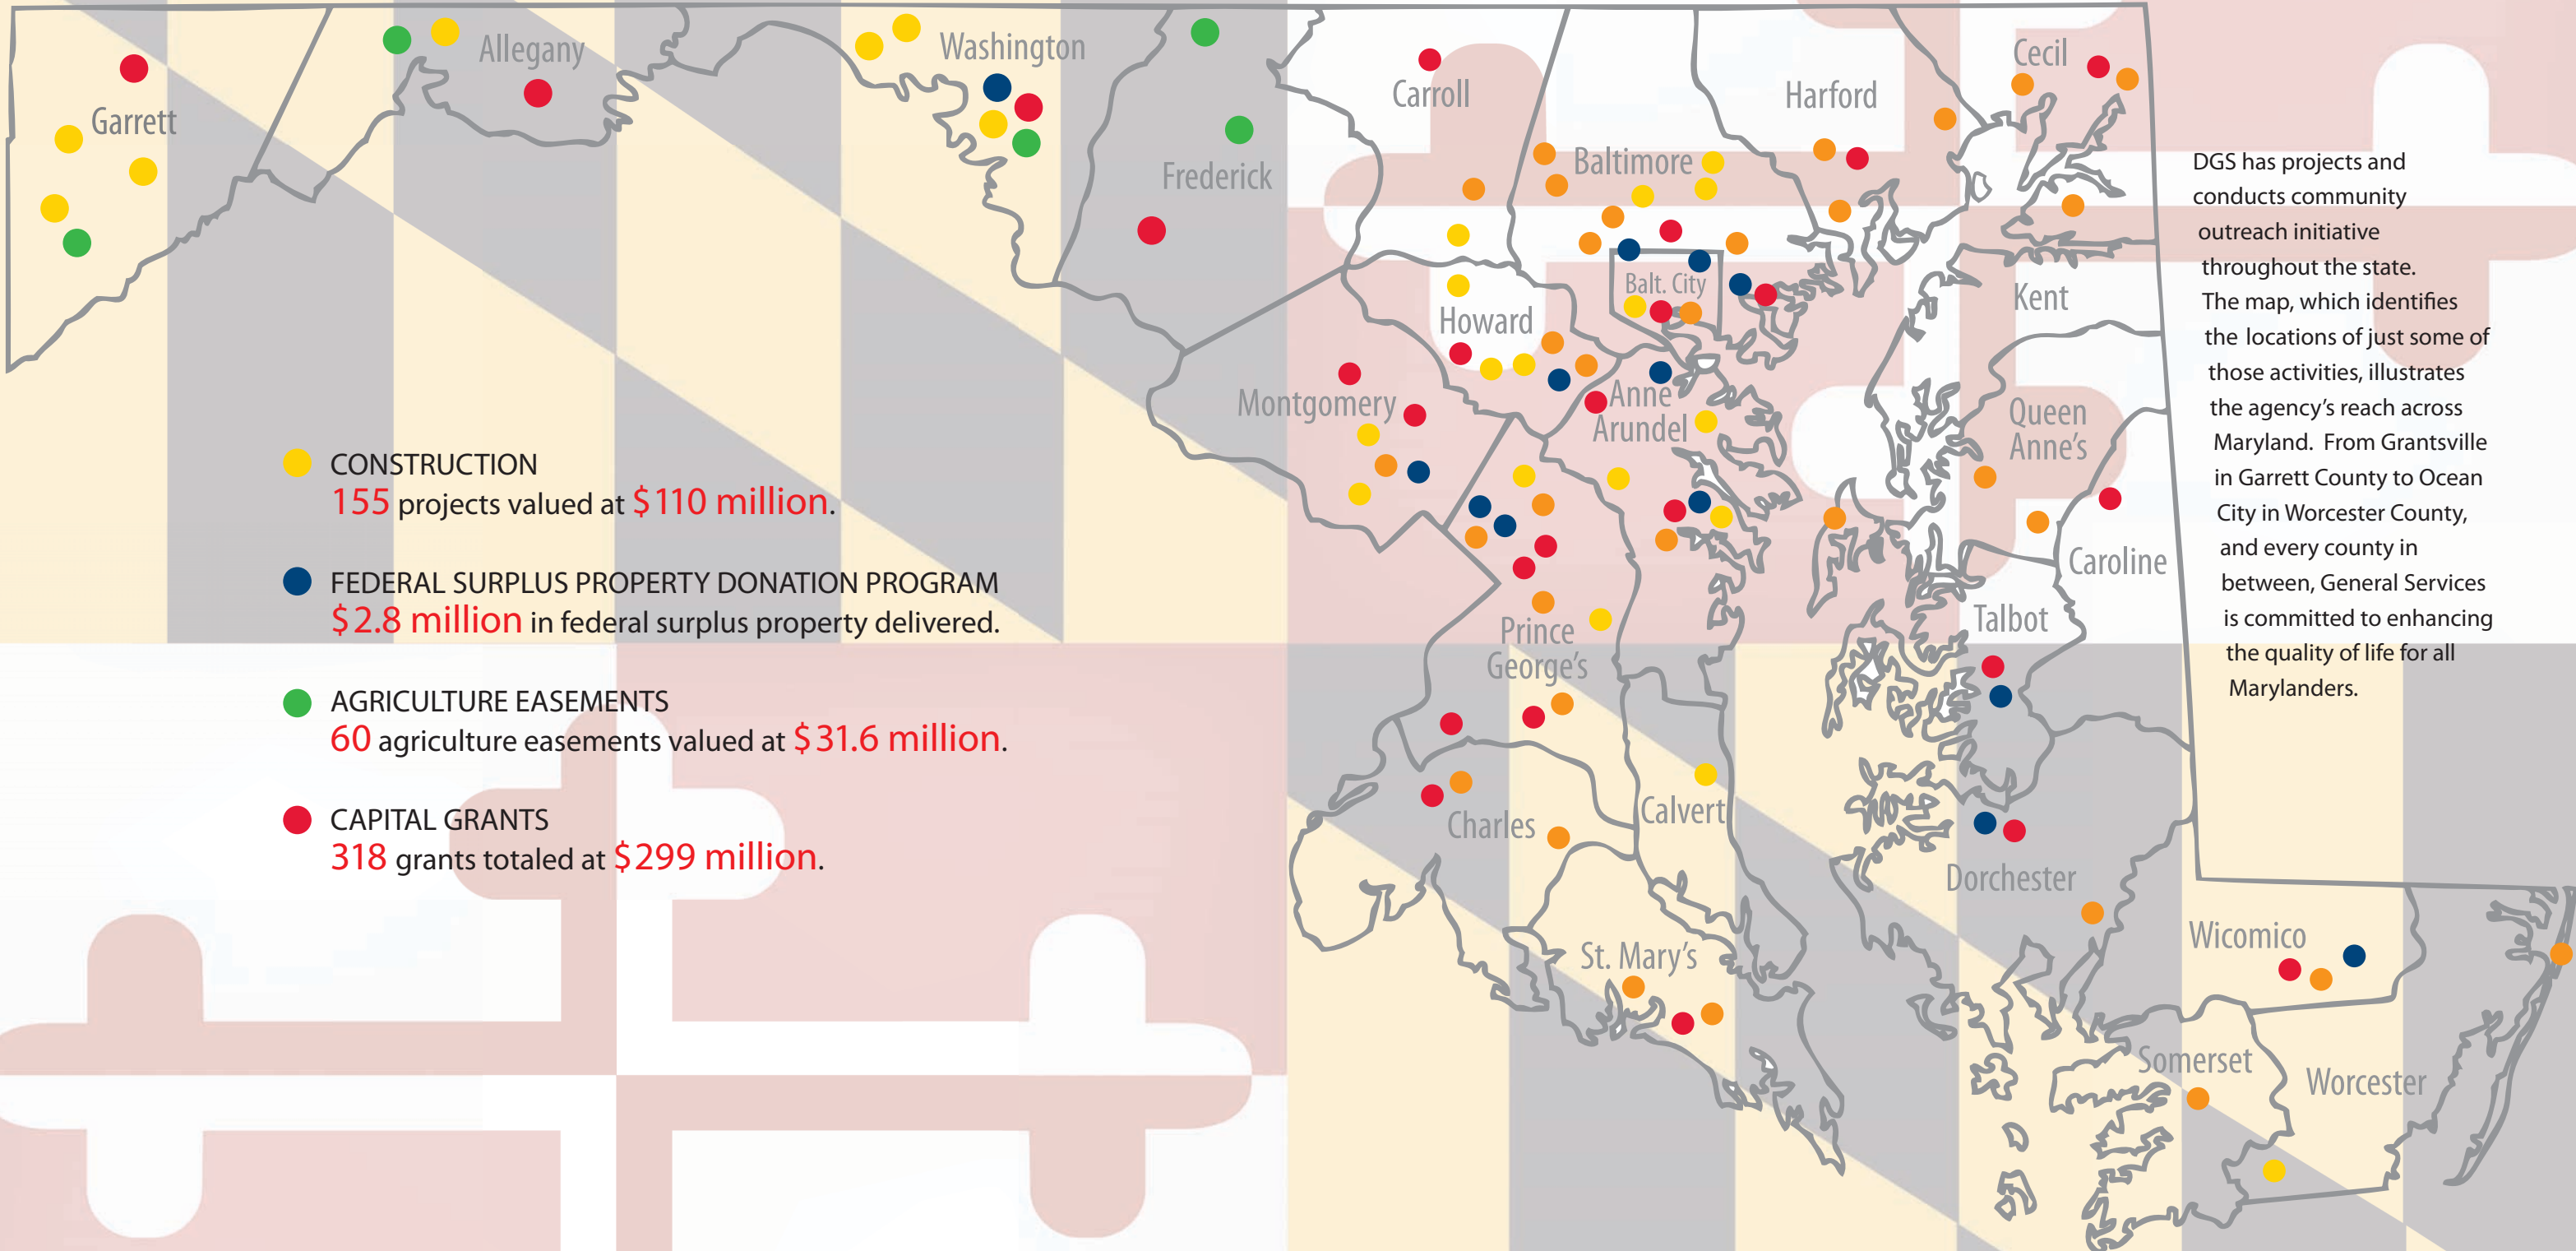 Garrett
Allegany
Washington
Frederick
Carroll
Baltimore
Harford
Cecil
Balt. City
Howard
Kent
Montgomery
Anne
Arundel
Queen
Anne's
Caroline
Talbot
Prince
George's
Charles
Calvert
Dorchester
St. Mary's
Wicomico
Somerset
Worcester
CONSTRUCTION
155 projects valued at $110 million.
FEDERAL SURPLUS PROPERTY DONATION PROGRAM
$2.8 million in federal surplus property delivered.
AGRICULTURE EASEMENTS
60 agriculture easements valued at $31.6 million.
CAPITAL GRANTS
318 grants totaled at $299 million.
DGS has projects and
conducts community
outreach initiative
throughout the state.
The map, which identifies
the locations of just some of
those activities, illustrates
the agency's reach across
Maryland. From Grantsville
in Garrett County to Ocean
City in Worcester County,
and every county in
between, General Services
is committed to enhancing
the quality of life for all
Marylanders.